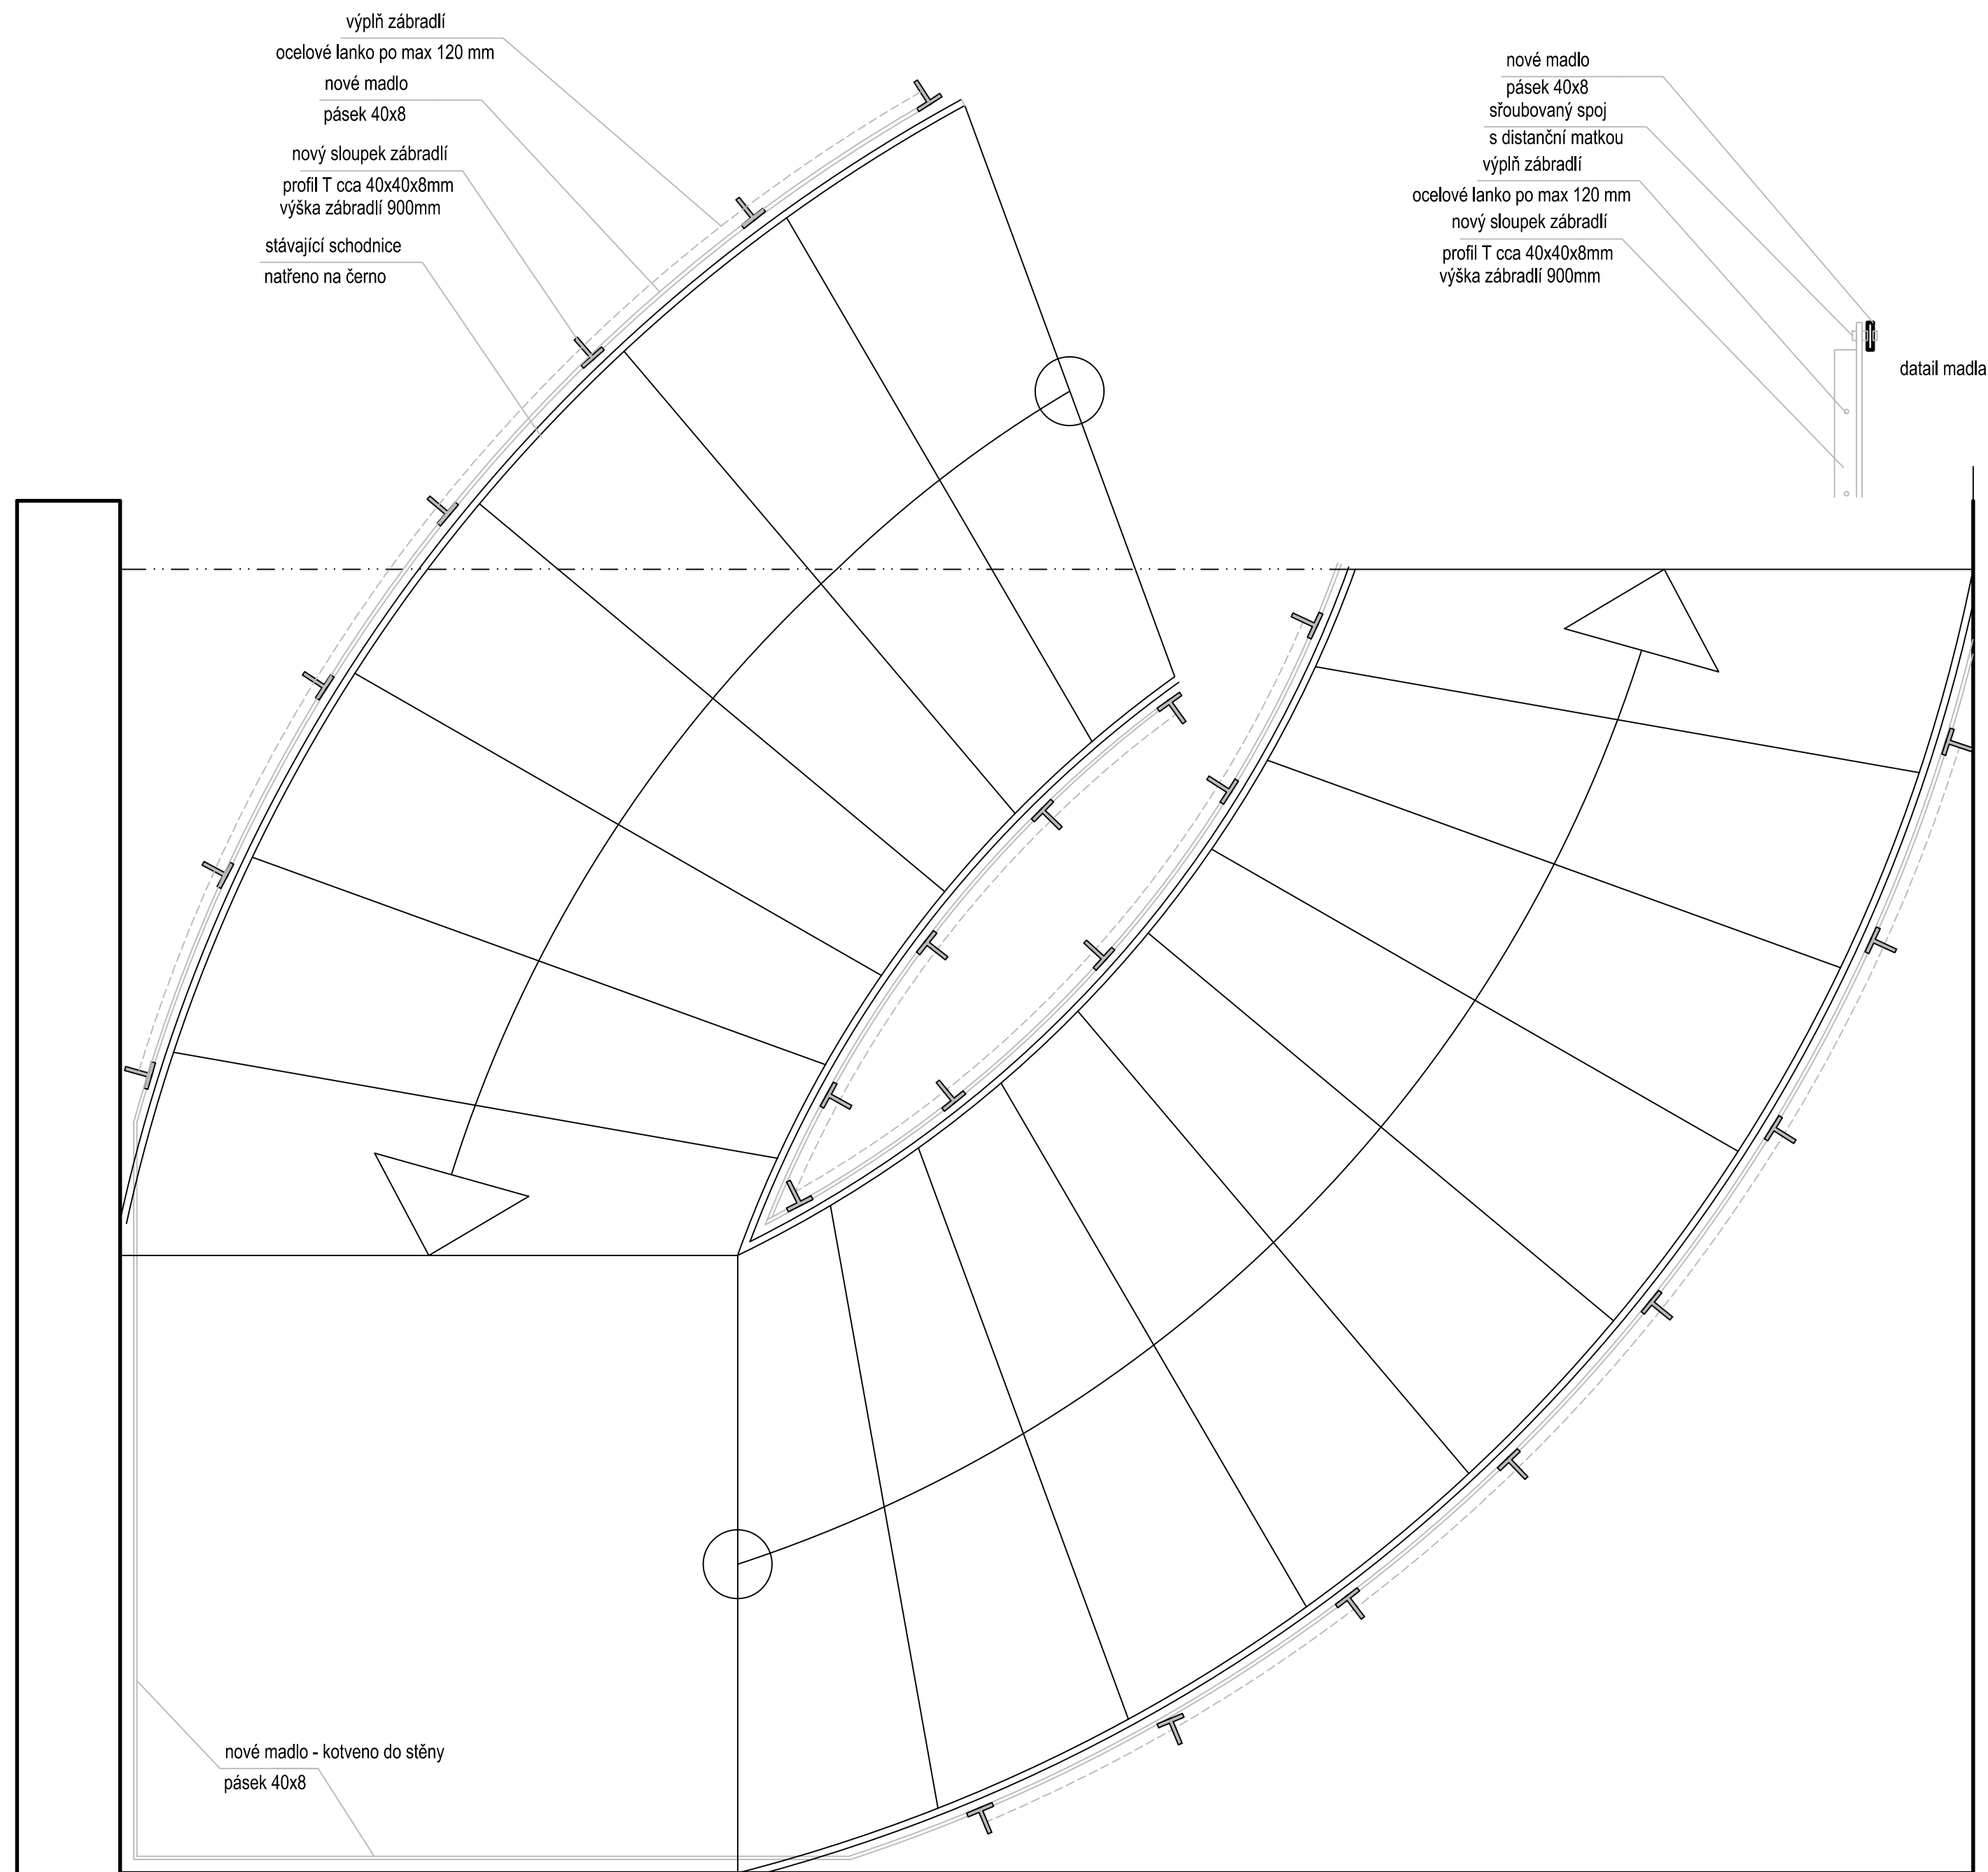 výplň zábradlí
ocelové lanko po max 120 mm
nové madlo
pásek 40x8
nový sloupek zábradlí
profil T cca 40x40x8mm
výška zábradlí 900mm
stávající schodnice
natřeno na černo
nové madlo
pásek 40x8
sřoubovaný spoj
s distanční matkou
výplň zábradlí
ocelové lanko po max 120 mm
nový sloupek zábradlí
profil T cca 40x40x8mm
výška zábradlí 900mm
datail madla
nové madlo - kotveno do stěny
pásek 40x8